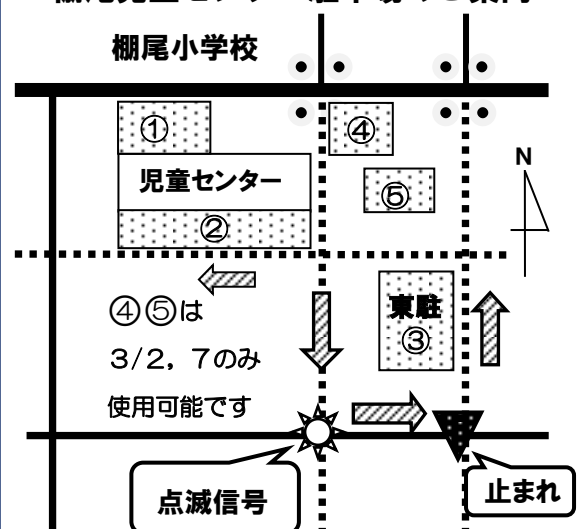 棚尾小学校
①
④
児童センター
⑤
N
②
④⑤は
3/2，7のみ
使用可能です
東駐
③
点滅信号
止まれ